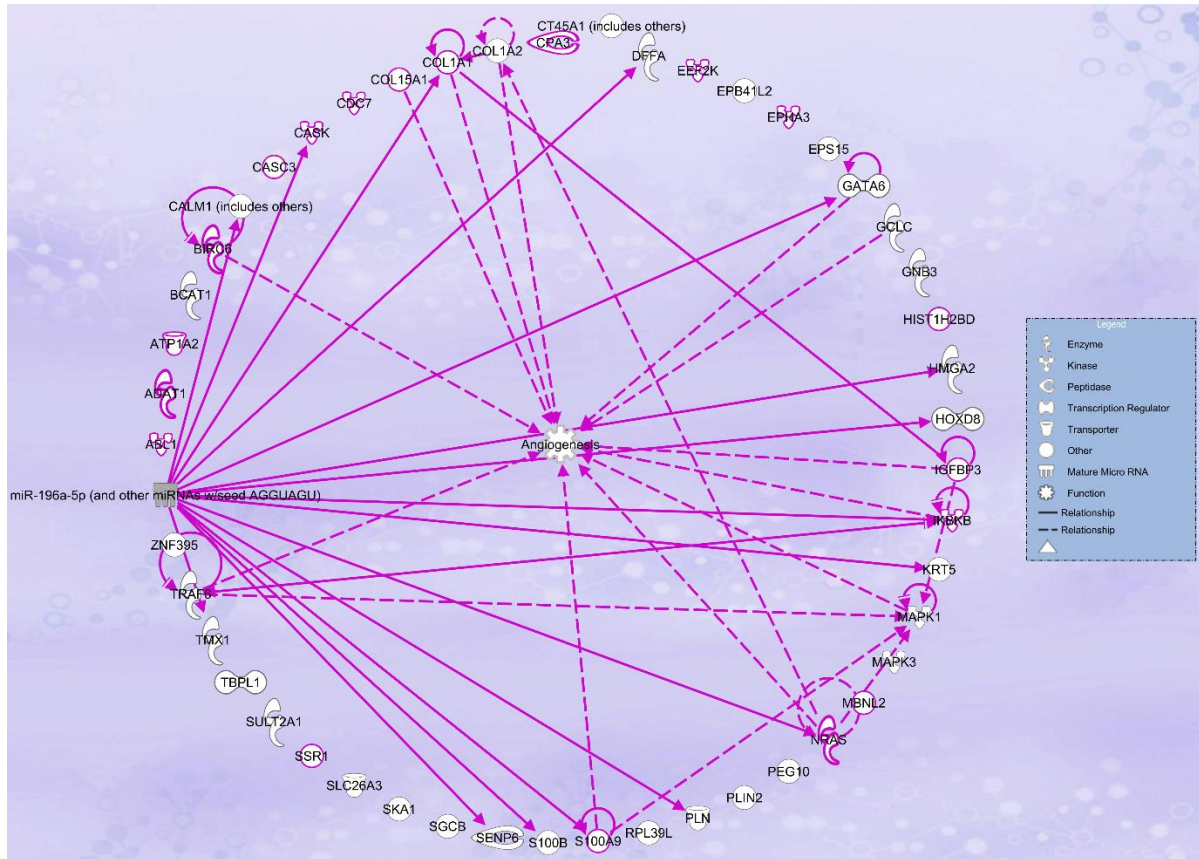 CT45A1 (includes others)
COL1A2
CPA3
COL1A1
DFFA
COL15A1
EEF2K
CDC7
EPB41L2
CASK
EPHA3
CASC3
EPS15
GATA6
CALM1 (includes others)
GCLC
BIRC6
GNB3
BCAT1
HIST1H2BD
ATP1A2
HMGA2
ADAT1
HOXD8
ASL1
Angiogenesis
IGFBP3
miR-196a-5p (and other miRNAs w/seed AGGUAGU)
IKBKB
ZNF395
KRT5
TRAF6
MAPK1
TMX1
MAPK3
TBPL1
MBNL2
SULT2A1
NRAS
SSR1
PEG10
SLC26A3
PLIN2
SKA1
PLN
SGCB
RPL39L
SENP6
S100B
S100A9
Legend
Enzyme
Kinase
Peptidase
Transcription Regulator
Transporter
Other
Mature Micro RNA
Function
Relationship
Relationship